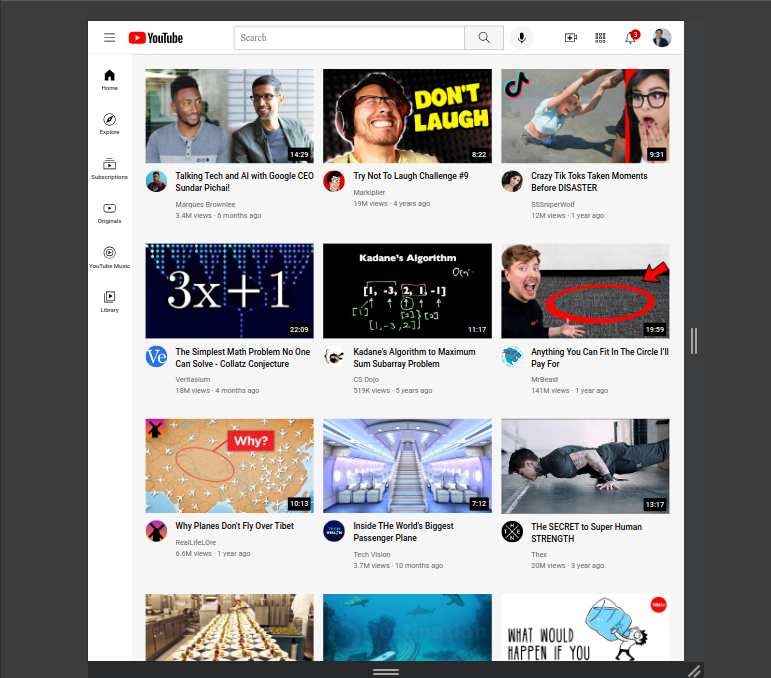 YouTube
Search
3
Home
Explore
Subscriptions
Originals
YouTube Music
Library
14:29
Talking Tech and AI with Google CEO
Sundar Pichai!
Marques Brownlee
3.4M views · 6 months ago
DON'T
LAUGH
8:22
Try Not To Laugh Challenge #9
Markiplier
19M views · 4 years ago
9:31
Crazy Tik Toks Taken Moments
Before DISASTER
SSSniperWolf
12M views · 1 year ago
3x+1
22:09
Ve
The Simplest Math Problem No One
Can Solve - Collatz Conjecture
Veritasium
18M views · 4 months ago
Kadane's Algorithm
[1, -3, 2, 1, -1]
[1]
[2]
[2]
[1,-3,2]
11:17
Kadane's Algorithm to Maximum
Sum Subarray Problem
CS Dojo
519K views · 5 years ago
19:59
Anything You Can Fit In The Circle I'll
Pay For
MrBeast
141M views · 1 year ago
Why?
10:13
Why Planes Don't Fly Over Tibet
RealLifeLOre
6.6M views · 1 year ago
7:12
TECH
Inside THe World's Biggest
Passenger Plane
Tech Vision
3.7M views · 10 months ago
13:17
THe SECRET to Super Human
STRENGTH
Thex
20M views · 3 year ago
WHAT WOULD
HAPPEN IF YOU